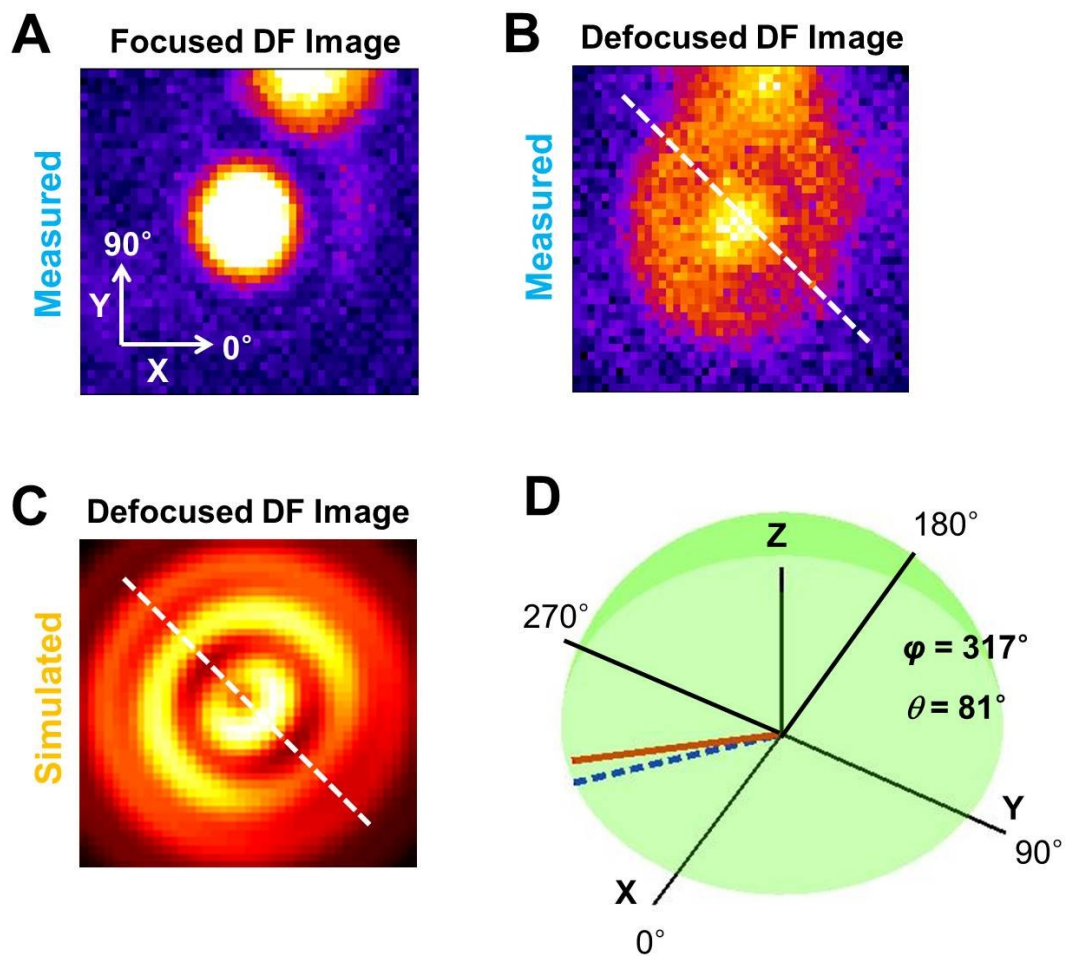 A
Focused DF Image
Measured
90°
Y
X
0°
B
Defocused DF Image
Measured
C
Defocused DF Image
Simulated
D
Z
180°
270°
φ = 317°
θ = 81°
Y
90°
X
0°